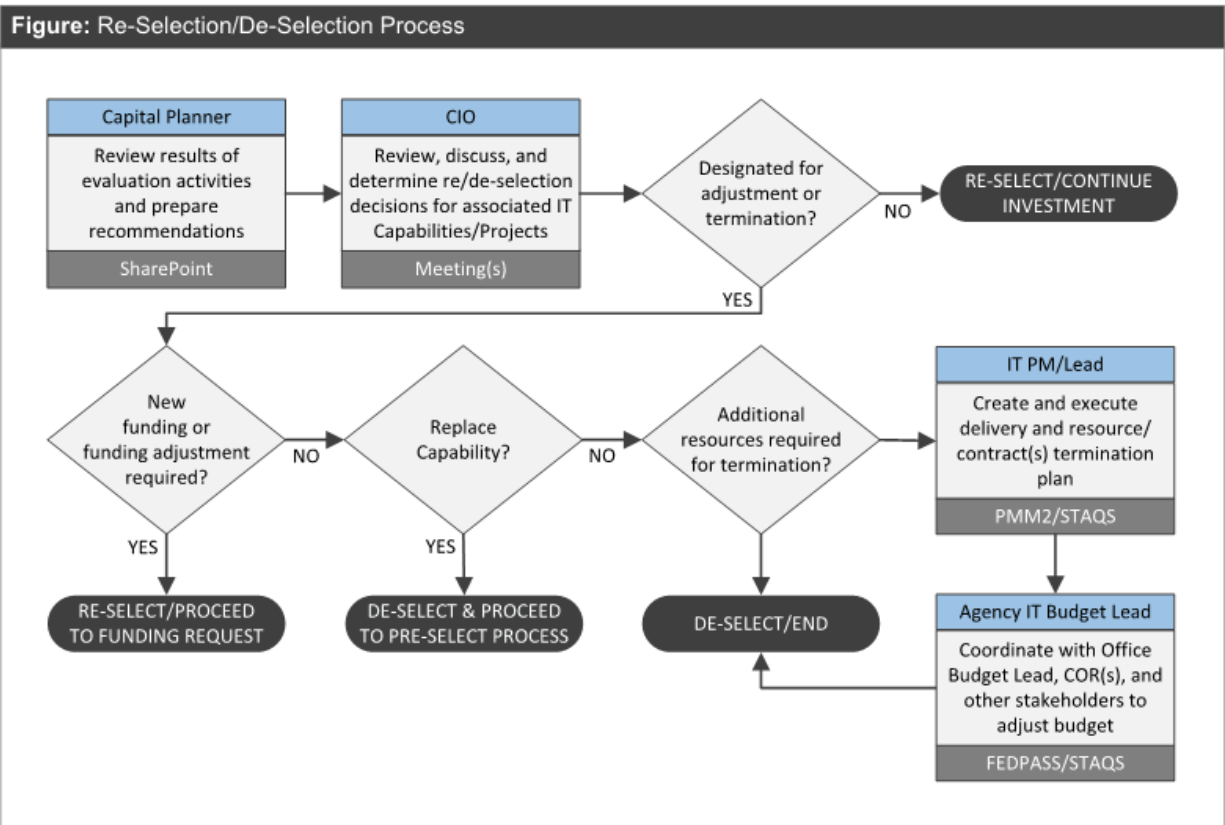 Figure: Re-Selection/De-Selection Process
Capital Planner
Review results of
evaluation activities
and prepare
recommendations
SharePoint
CIO
Review, discuss, and
determine re/de-selection
decisions for associated IT
Capabilities/Projects
Meeting(s)
Designated for
adjustment or
termination?
NO
RE-SELECT/CONTINUE
INVESTMENT
YES
New
funding or
funding adjustment
required?
NO
YES
RE-SELECT/PROCEED
TO FUNDING REQUEST
Replace
Capability?
NO
YES
DE-SELECT & PROCEED
TO PRE-SELECT PROCESS
Additional
resources required
for termination?
DE-SELECT/END
IT PM/Lead
Create and execute
delivery and resource/
contract(s) termination
plan
PMM2/STAQS
Agency IT Budget Lead
Coordinate with Office
Budget Lead, COR(s), and
other stakeholders to
adjust budget
FEDPASS/STAQS